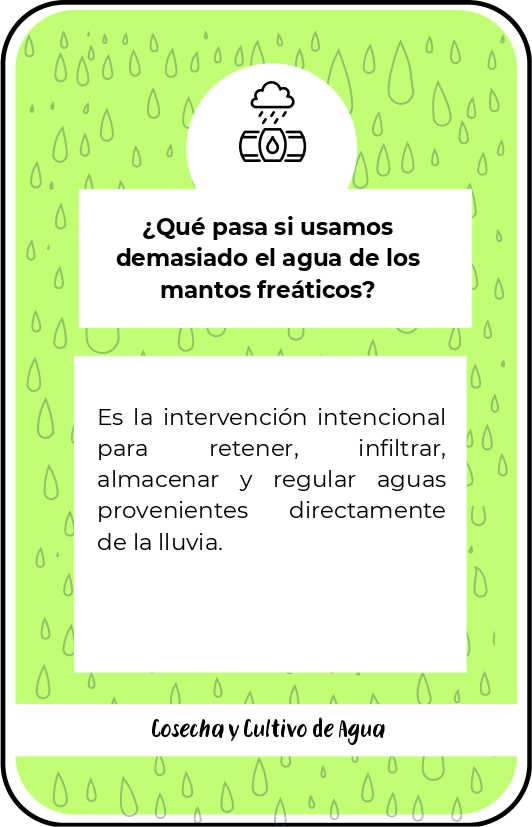 ¿Qué pasa si usamos
demasiado el agua de los
mantos freáticos?
Es la intervención intencional
para retener, infiltrar,
almacenar y regular aguas
provenientes directamente
de la lluvia.
Cosecha y Cultivo de Agua